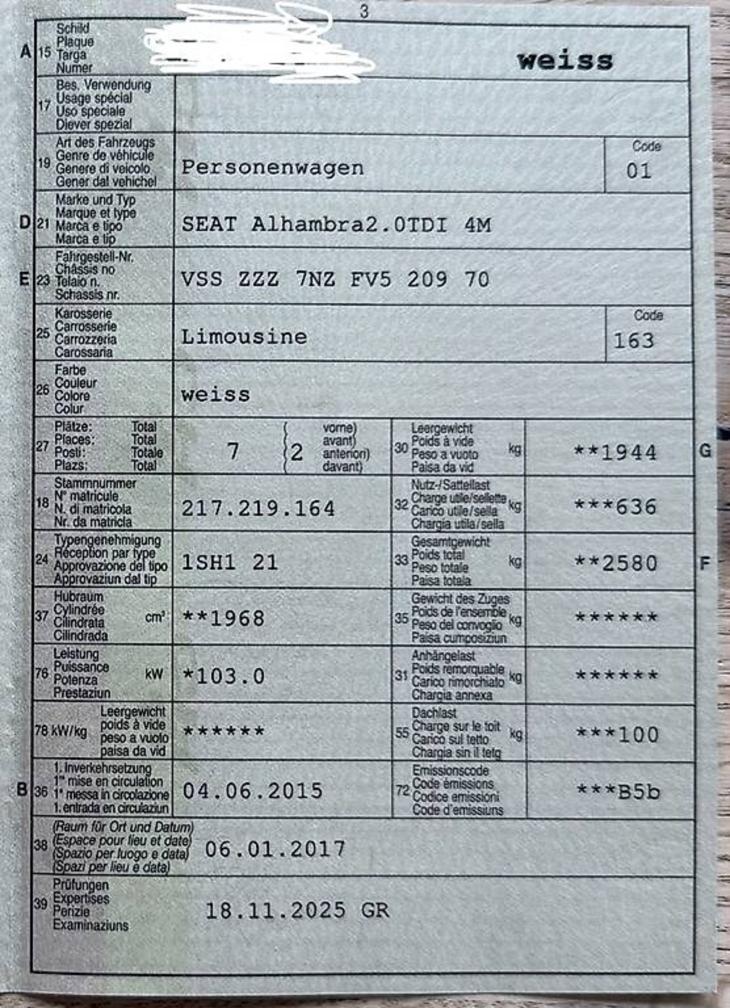 3
A 15 Schild
Plaque
Targa
Numer
weiss
17 Bes. Verwendung
Usage spécial
Uso speciale
Diever spezial
19 Art des Fahrzeugs
Genre de véhicule
Genere di veicolo
Gener dal vehichel
Personenwagen
Code
01
D 21 Marke und Typ
Marque et type
Marca e tipo
Marca e tip
SEAT Alhambra2.0TDI 4M
E 23 Fahrgestell-Nr.
Châssis no
Telaio n.
Schassis nr.
VSS ZZZ 7NZ FV5 209 70
25 Karosserie
Carrosserie
Carrozzeria
Carossaria
Limousine
Code
163
26 Farbe
Couleur
Colore
Colur
weiss
27 Plätze: Total
Places: Total
Posti: Totale
Plazs: Total
7
(2 vorne)
avant)
anteriori)
davant)
30 Leergewicht
Poids à vide
Peso a vuoto
Paisa da vid
kg
**1944
G
18 Stammnummer
N° matricule
N. di matricola
Nr. da matricla
217.219.164
32 Nutz-/Sattellast
Charge utile/sellette
Carico utile/sella
Chargia utila/sella
kg
***636
24 Typengenehmigung
Réception par type
Approvazione del tipo
Approvaziun dal tip
1SH1 21
33 Gesamtgewicht
Poids total
Peso totale
Paisa totala
kg
**2580
F
37 Hubraum
Cylindrée
Cilindrata
Cilindrada
cm³
**1968
35 Gewicht des Zuges
Poids de l'ensemble
Peso del convoglio
Paisa cumposiziun
kg
******
76 Leistung
Puissance
Potenza
Prestaziun
kW
*103.0
31 Anhängelast
Poids remorquable
Carico rimorchiato
Chargia annexa
kg
******
78 kW/kg Leergewicht
poids à vide
peso a vuoto
paisa da vid
******
55 Dachlast
Charge sur le toit
Carico sul tetto
Chargia sin il tetg
kg
***100
B 36 1. Inverkehrsetzung
1re mise en circulation
1a messa in circolazione
1. entrada en circulaziun
04.06.2015
72 Emissionscode
Code émissions
Codice emissioni
Code d'emissiuns
***B5b
38 (Raum für Ort und Datum)
(Espace pour lieu et date)
(Spazio per luogo e data)
(Spazi per lieu e data)
06.01.2017
39 Prüfungen
Expertises
Perizie
Examinaziuns
18.11.2025 GR